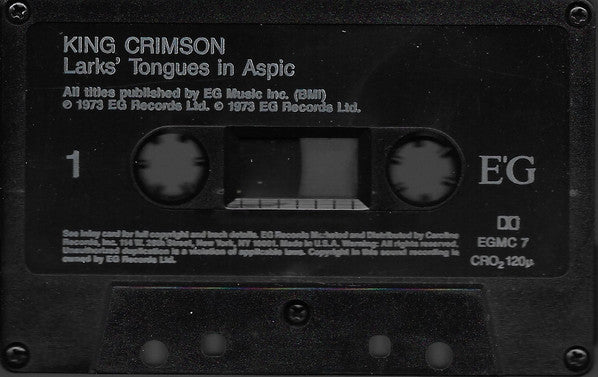 KING CRIMSON
Larks' Tongues in Aspic
All titles published by EG Music Inc. (BMI)
℗ 1973 EG Records Ltd. © 1973 EG Records Ltd.
1
E'G
See inlay card for full copyright and track details. EG Records Marketed and Distributed by Caroline
Records, Inc. 114 W. 26th Street, New York, NY 10001. Made in U.S.A. Warning: All rights reserved.
Unauthorised duplication is a violation of applicable laws. Copyright in this sound recording is
owned by EG Records Ltd.
EGMC 7
CRO₂ 120µ